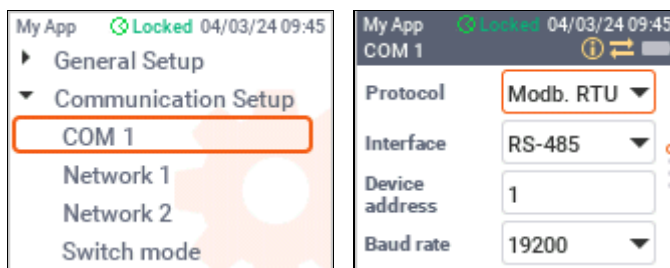 My App Locked 04/03/24 09:45
General Setup
Communication Setup
COM 1
Network 1
Network 2
Switch mode
My App Locked 04/03/24 09:45
COM 1
Protocol Modb. RTU
Interface RS-485
Device address 1
Baud rate 19200